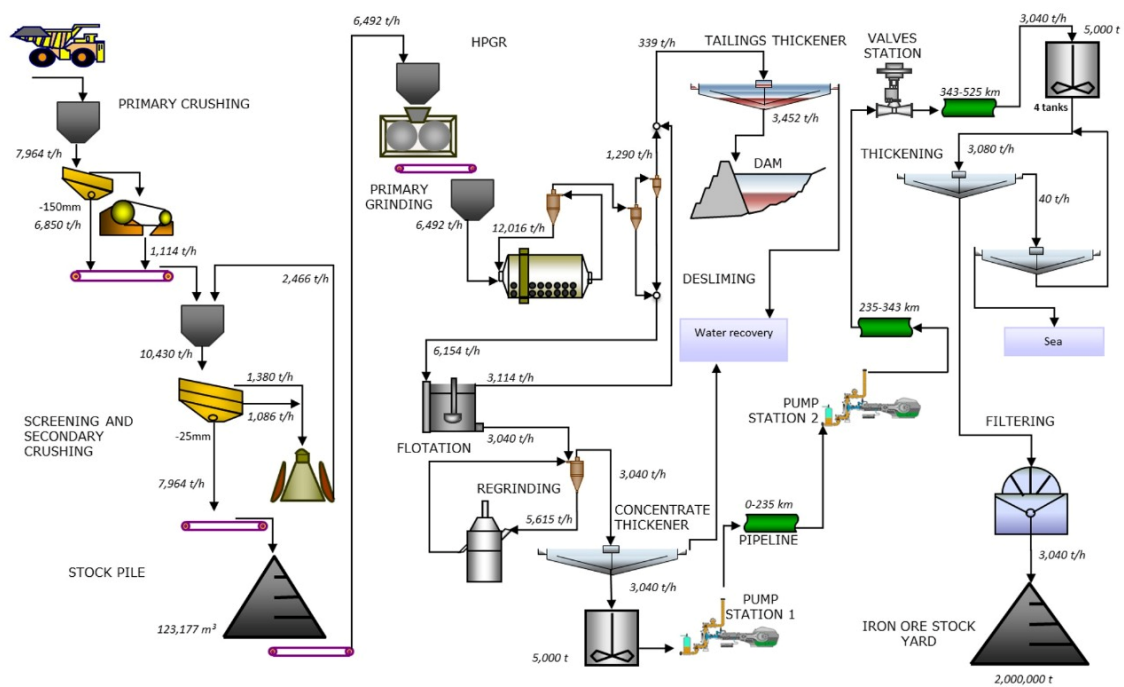 PRIMARY CRUSHING
7,964 t/h
-150mm
6,850 t/h
1,114 t/h
2,466 t/h
10,430 t/h
1,380 t/h
1,086 t/h
SCREENING AND
SECONDARY
CRUSHING
-25mm
7,964 t/h
STOCK PILE
123,177 m³
6,492 t/h
HPGR
PRIMARY
GRINDING
6,492 t/h
12,016 t/h
1,290 t/h
339 t/h
TAILINGS THICKENER
3,452 t/h
DAM
DESLIMING
Water recovery
6,154 t/h
3,114 t/h
FLOTATION
3,040 t/h
REGRINDING
5,615 t/h
3,040 t/h
CONCENTRATE
THICKENER
3,040 t/h
5,000 t
PUMP
STATION 1
0-235 km
PIPELINE
PUMP
STATION 2
235-343 km
VALVES
STATION
343-525 km
3,040 t/h
5,000 t
4 tanks
THICKENING
3,080 t/h
40 t/h
Sea
FILTERING
3,040 t/h
IRON ORE STOCK
YARD
2,000,000 t